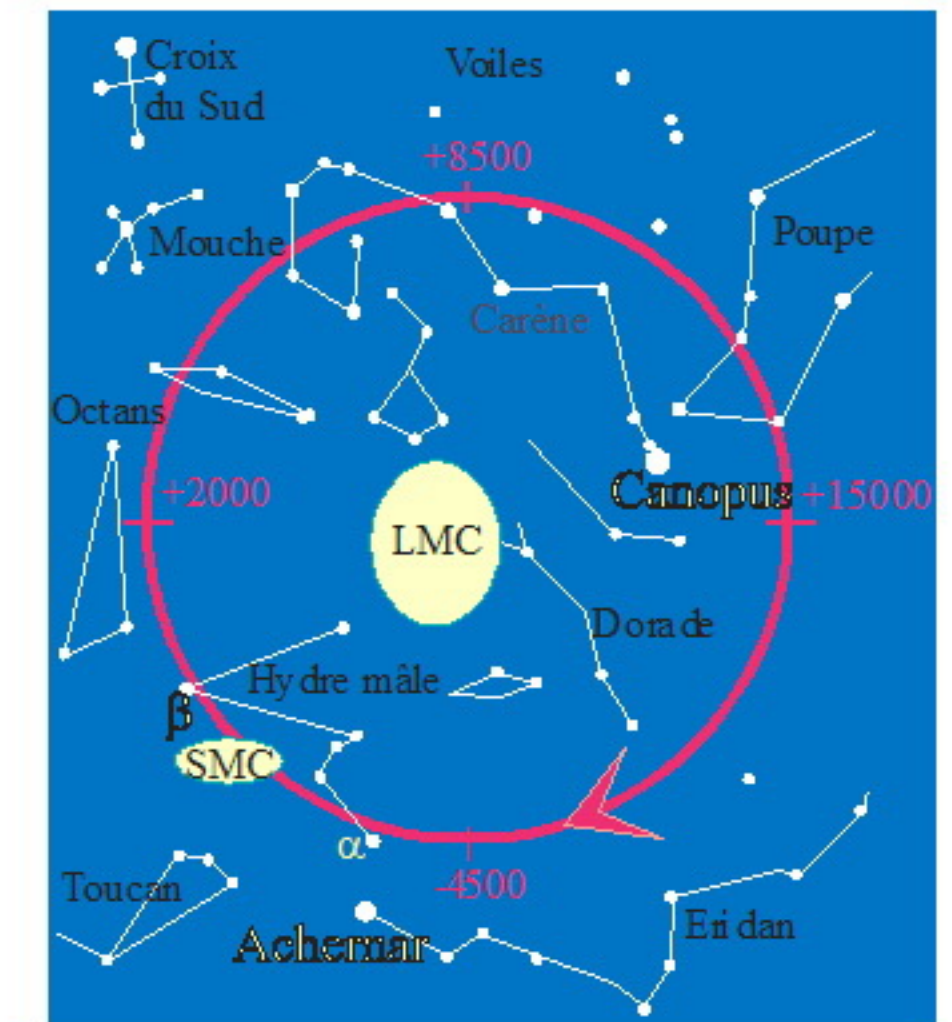 Croix
du Sud
Voiles
+8500
Mouche
Poupe
Carène
Octans
+2000
Canopus
+15000
LMC
Dorade
Hydre mâle
β
SMC
α
-4500
Toucan
Achernar
Eridan